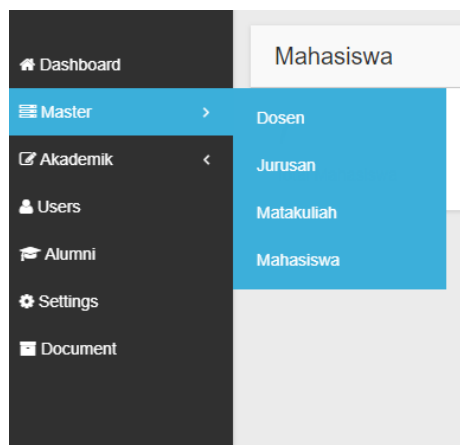 Dashboard
Master
Akademik
Users
Alumni
Settings
Document
Mahasiswa
Dosen
Jurusan
Matakuliah
Mahasiswa